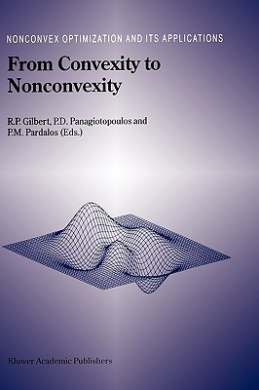 NONCONVEX OPTIMIZATION AND ITS APPLICATIONS
From Convexity to
Nonconvexity
R.P. Gilbert, P.D. Panagiotopoulos and
P.M. Pardalos (Eds.)
Kluwer Academic Publishers